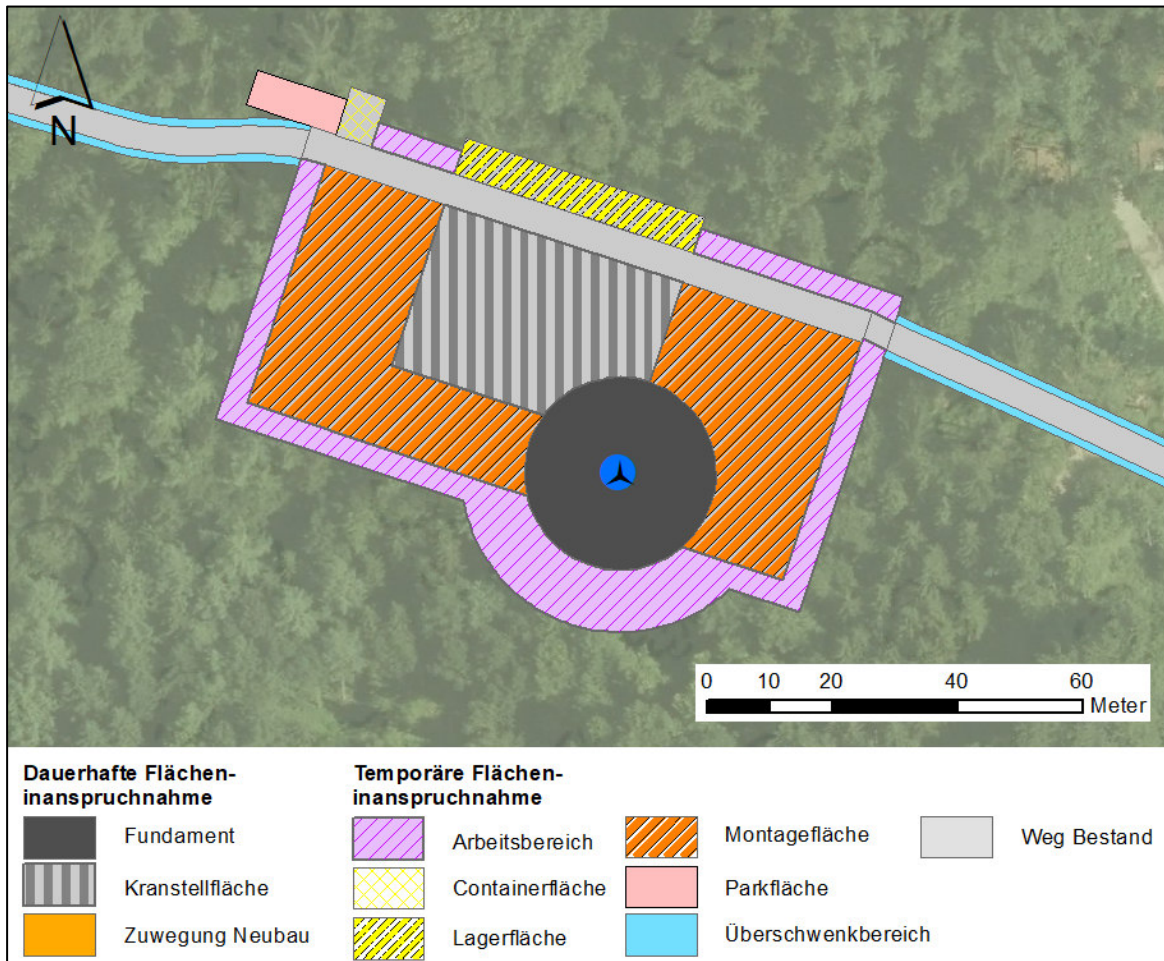 N
0 10 20 40 60
Meter
Dauerhafte Flächen-
inanspruchnahme
Fundament
Kranstellfläche
Zuwegung Neubau
Temporäre Flächen-
inanspruchnahme
Arbeitsbereich
Containerfläche
Lagerfläche
Montagefläche
Parkfläche
Überschwenkbereich
Weg Bestand